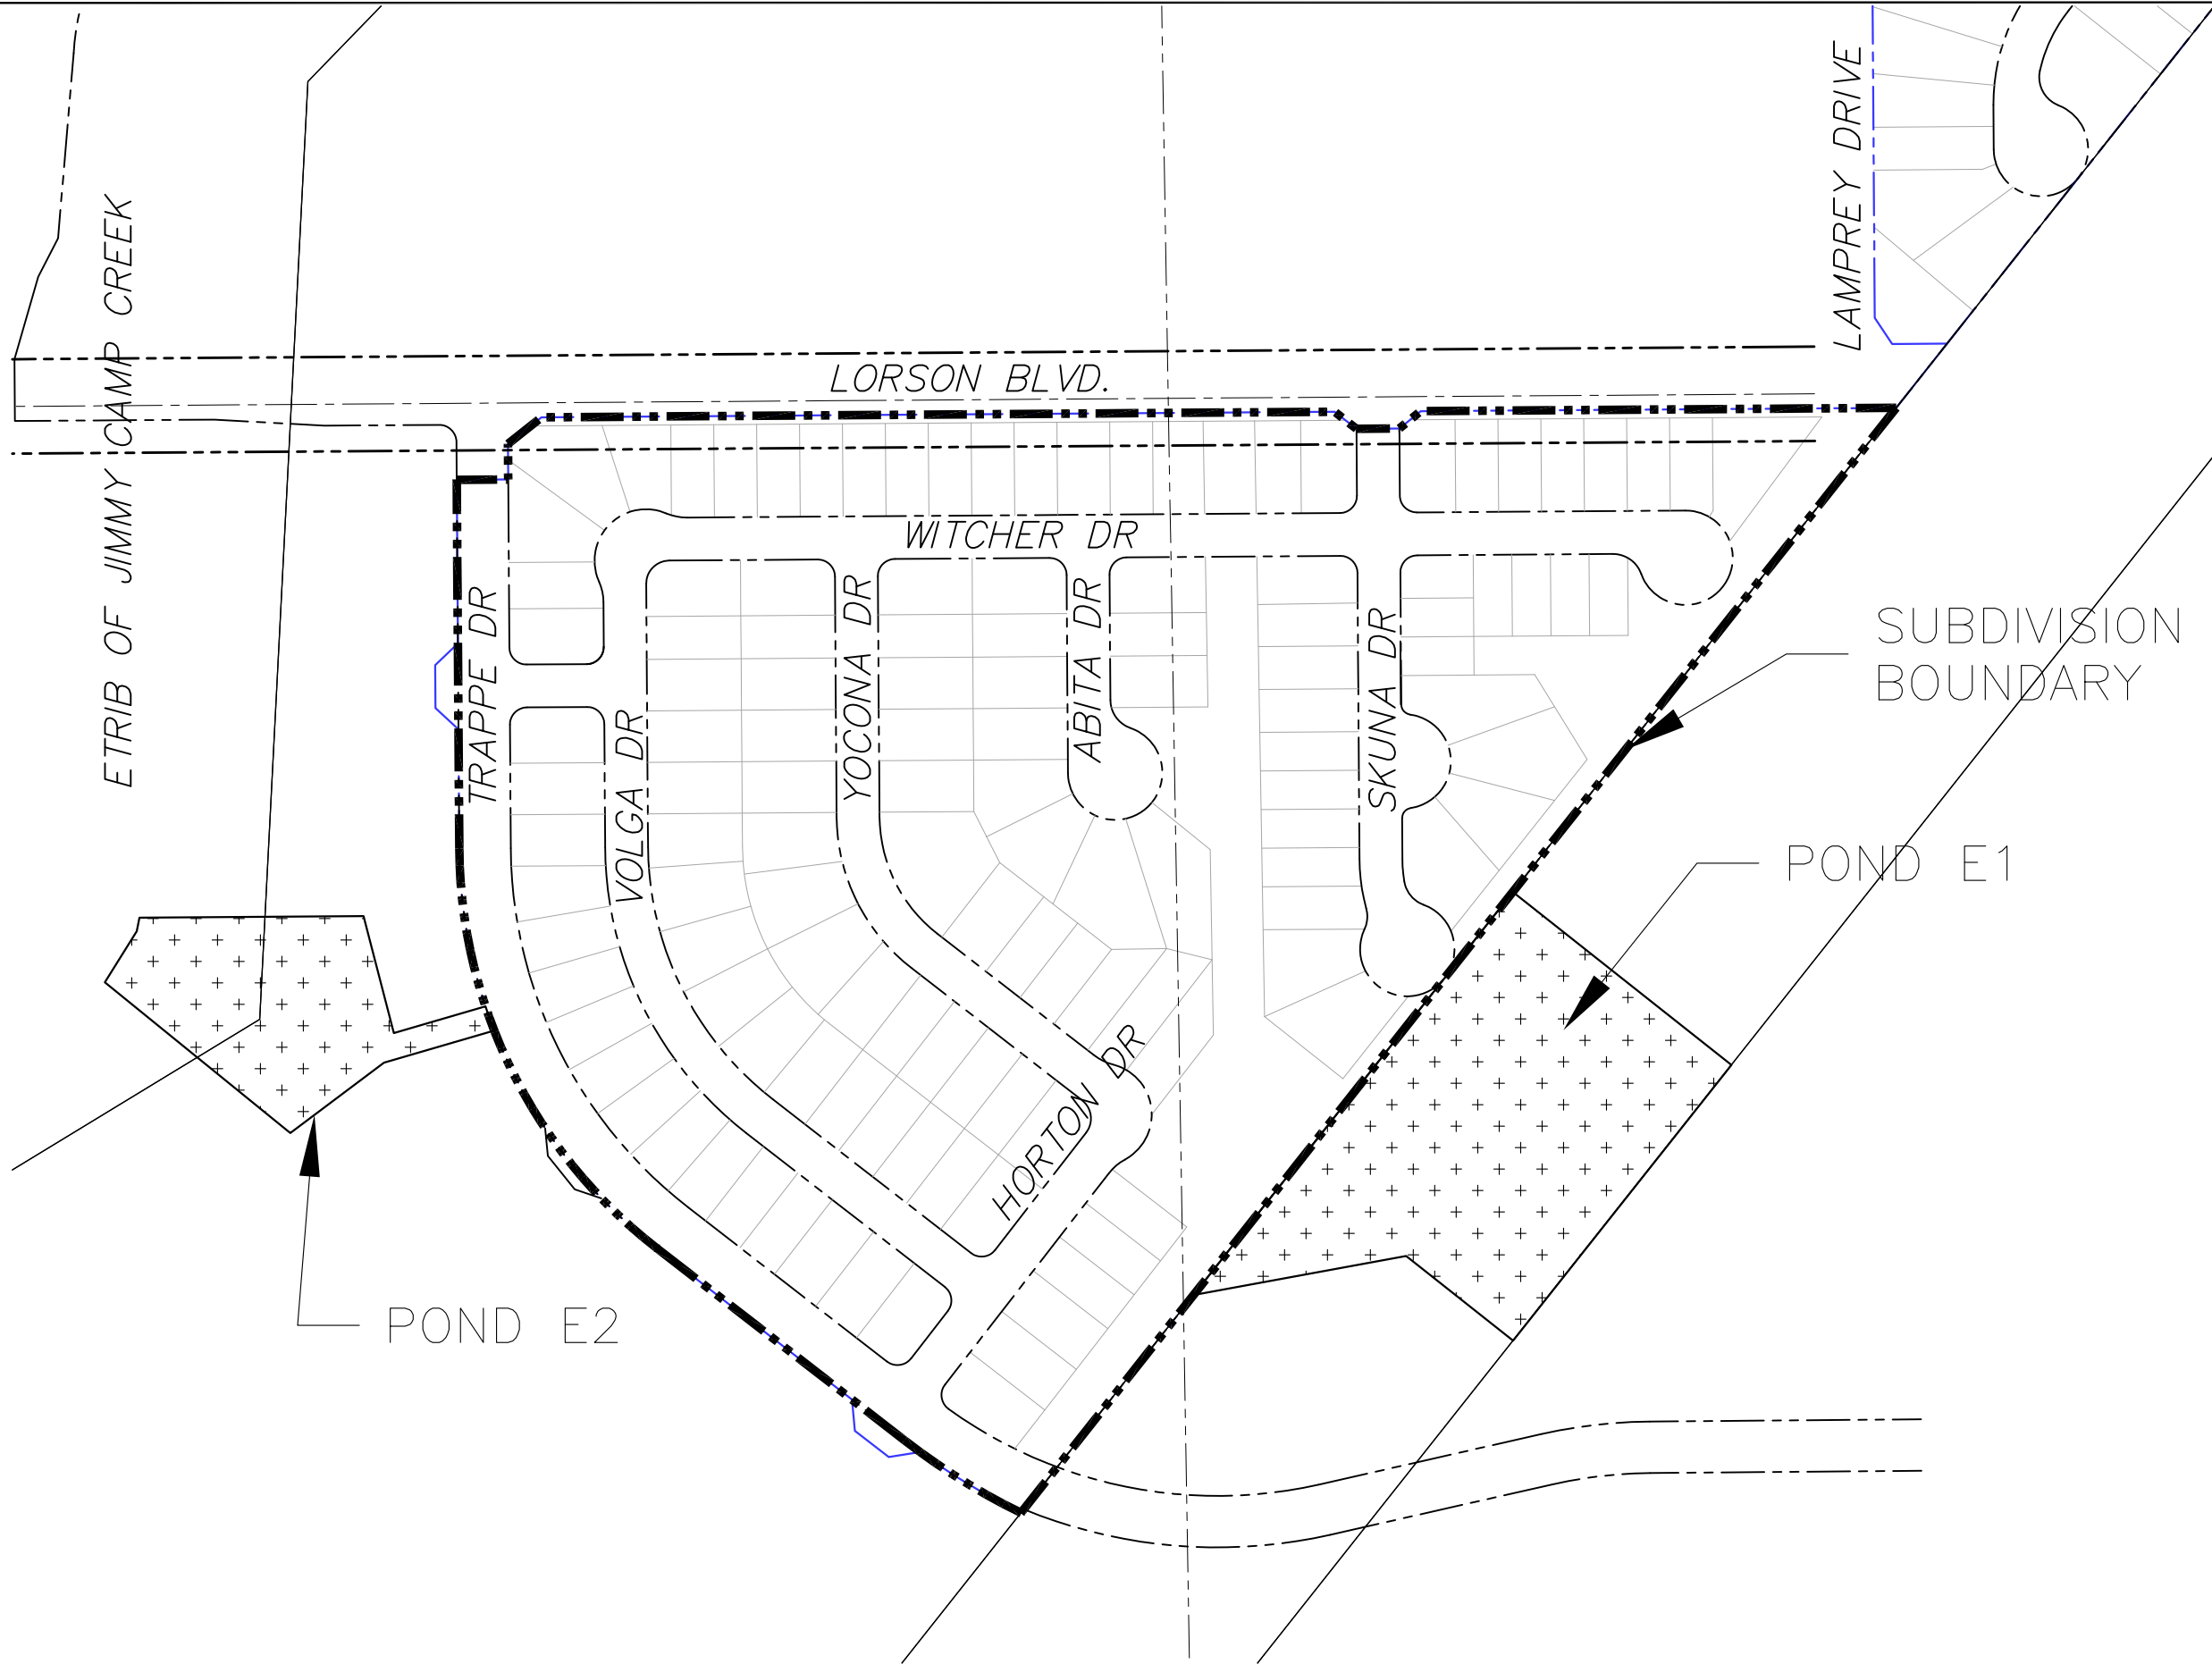 LAMPREY DRIVE
ETRIB OF JIMMY CAMP CREEK
LORSON BLVD.
WITCHER DR
TRAPPE DR
VOLGA DR
YOCONA DR
ABITA DR
SKUNA DR
SUBDIVISION
BOUNDARY
POND E1
HORTON DR
POND E2